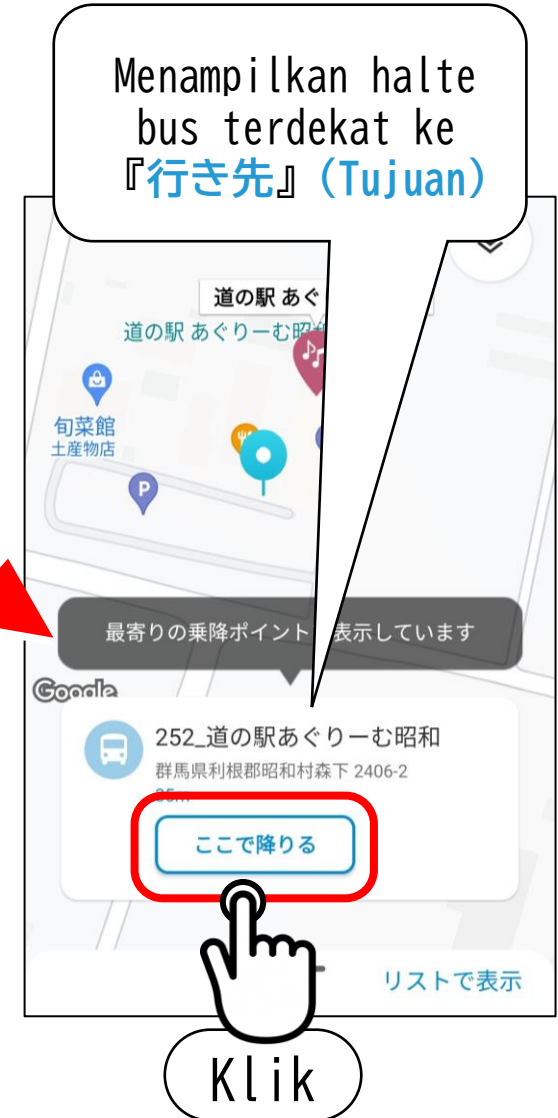 Menampilkan halte
bus terdekat ke
『行き先』(Tujuan)
道の駅 あぐ
道の駅 あぐりーむ昭
旬菜館
土産物店
P
最寄りの乗降ポイント 表示しています
Google
252_道の駅あぐりーむ昭和
群馬県利根郡昭和村森下 2406-2
ここで降りる
リストで表示
Klik